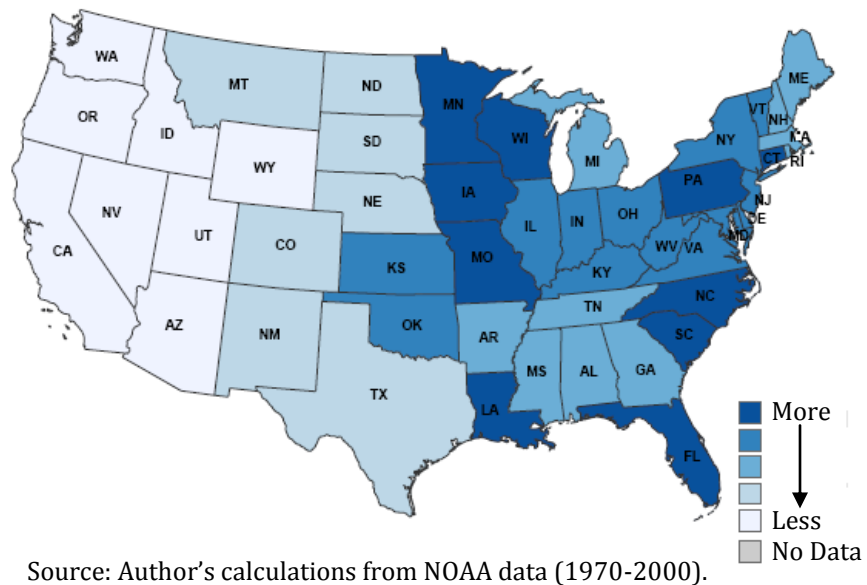 WA
MT
ND
MN
ME
OR
ID
SD
WI
VT
NH
NY
MA
WY
MI
CT
RI
IA
PA
NE
NV
NJ
IL
IN
OH
DE
UT
CO
MD
CA
WV
VA
KS
MO
KY
NC
AZ
OK
TN
NM
AR
SC
MS
AL
GA
TX
LA
FL
More
Less
No Data
Source: Author's calculations from NOAA data (1970-2000).